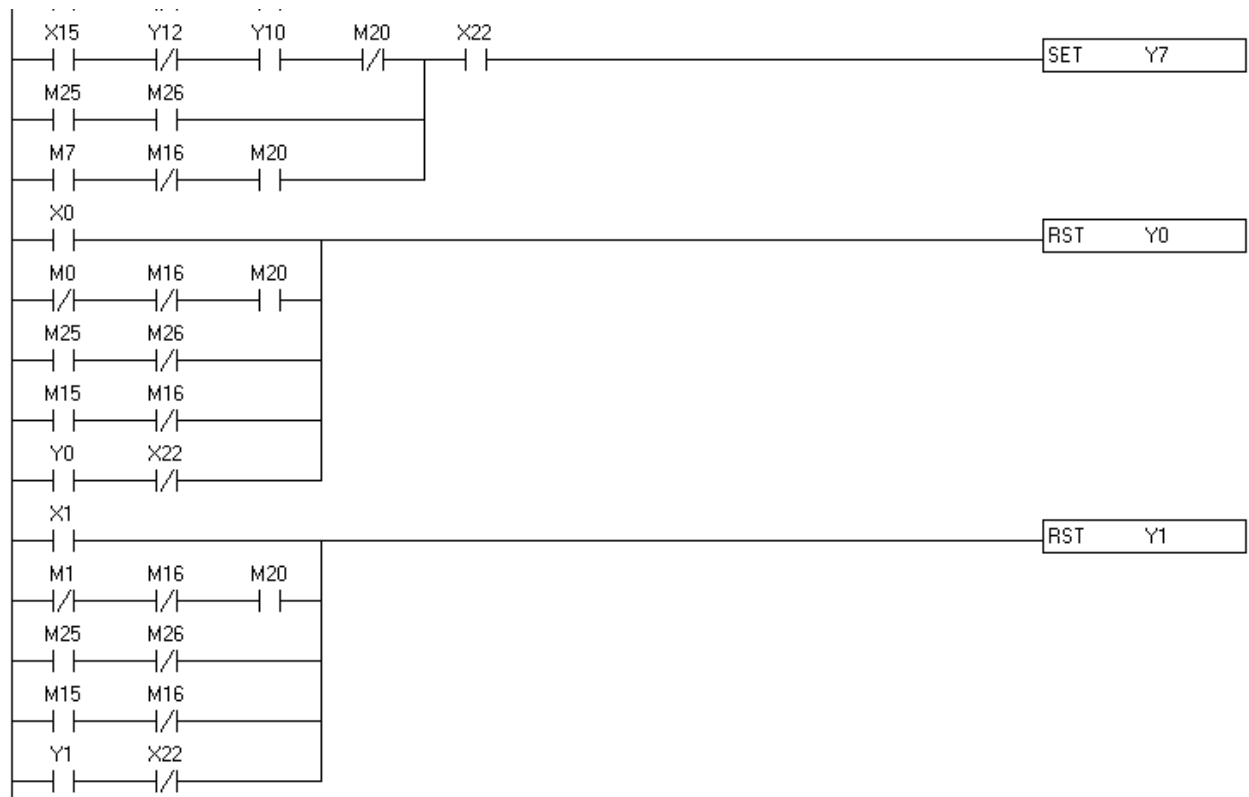 X15 Y12 Y10 M20 X22
SET Y7
M25 M26
M7 M16 M20
X0
RST Y0
M0 M16 M20
M25 M26
M15 M16
Y0 X22
X1
RST Y1
M1 M16 M20
M25 M26
M15 M16
Y1 X22